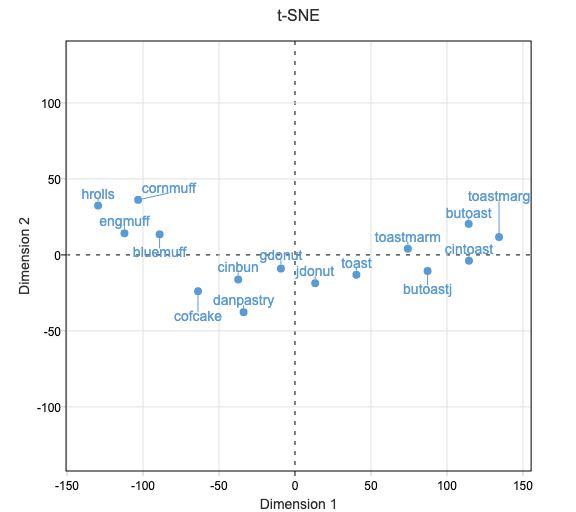 t-SNE
Dimension 2
100
50
0
-50
-100
hrolls
cornmuff
engmuff
bluemuff
cofcake
cinbun
danpastry
gdonut
jdonut
toast
toastmarm
butoastj
butoast
toastmarg
cintoast
-150
-100
-50
0
50
100
150
Dimension 1